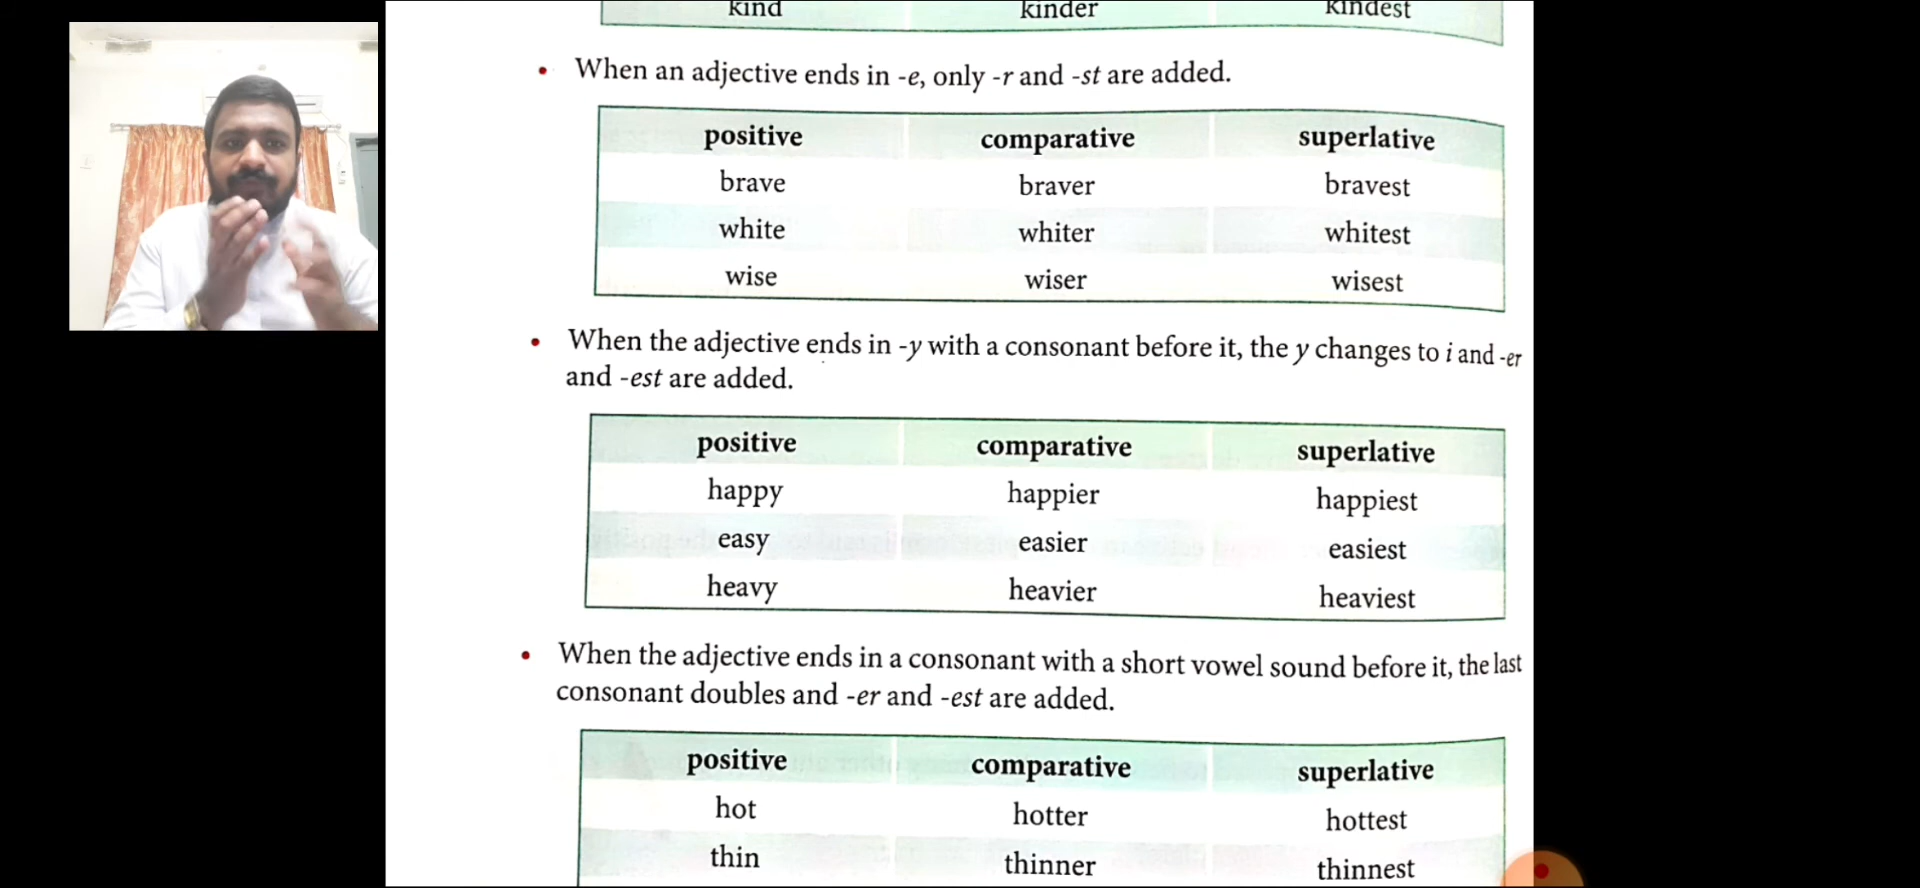 kind kinder kindest
• When an adjective ends in -e, only -r and -st are added.
positive comparative superlative
brave braver bravest
white whiter whitest
wise wiser wisest
• When the adjective ends in -y with a consonant before it, the y changes to i and -er
and -est are added.
positive comparative superlative
happy happier happiest
easy easier easiest
heavy heavier heaviest
• When the adjective ends in a consonant with a short vowel sound before it, the last
consonant doubles and -er and -est are added.
positive comparative superlative
hot hotter hottest
thin thinner thinnest